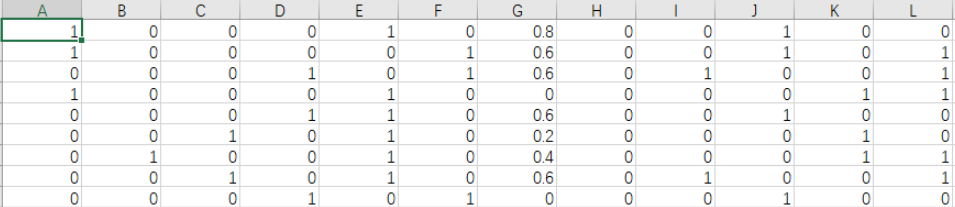 A B C D E F G H I J K L
1 0 0 0 1 0 0.8 0 0 1 0 0
1 0 0 0 0 1 0.6 0 0 1 0 1
0 0 0 1 0 1 0.6 0 1 0 0 1
1 0 0 0 1 0 0 0 0 0 1 1
0 0 0 1 1 0 0.6 0 0 1 0 0
0 0 1 0 1 0 0.2 0 0 0 1 0
0 1 0 0 1 0 0.4 0 0 0 1 1
0 0 1 0 1 0 0.6 0 1 0 0 1
0 0 0 1 0 1 0 0 0 1 0 0